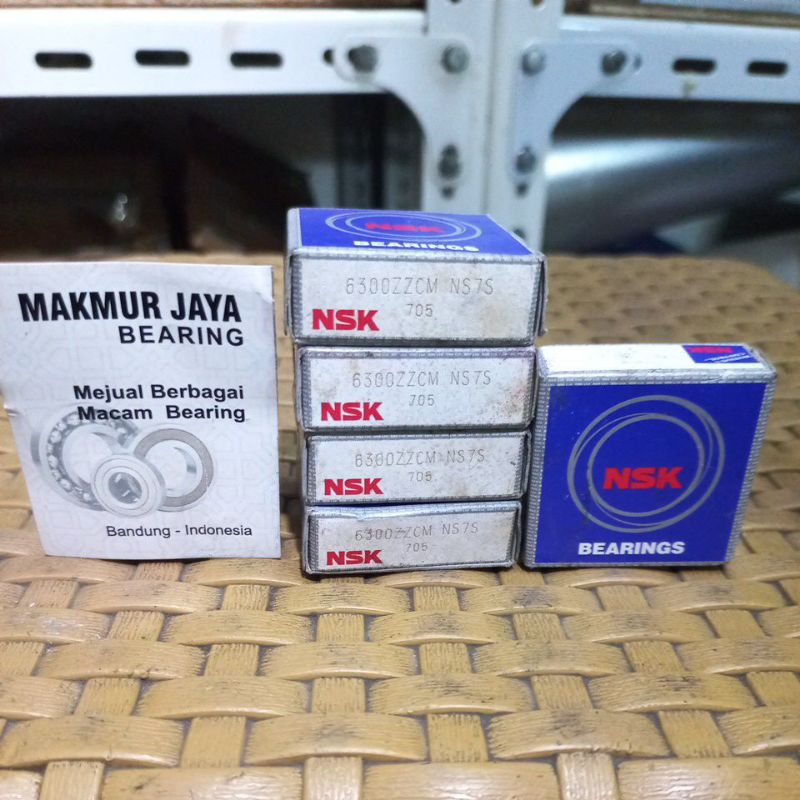 MAKMUR JAYA
BEARING
Mejual Berbagai
Macam Bearing
Bandung - Indonesia
NSK
BEARINGS
6300ZZCM NS7S
705
NSK
6300ZZCM NS7S
705
NSK
6300ZZCM NS7S
705
NSK
6300ZZCM NS7S
705
NSK
NSK
NSK
BEARINGS